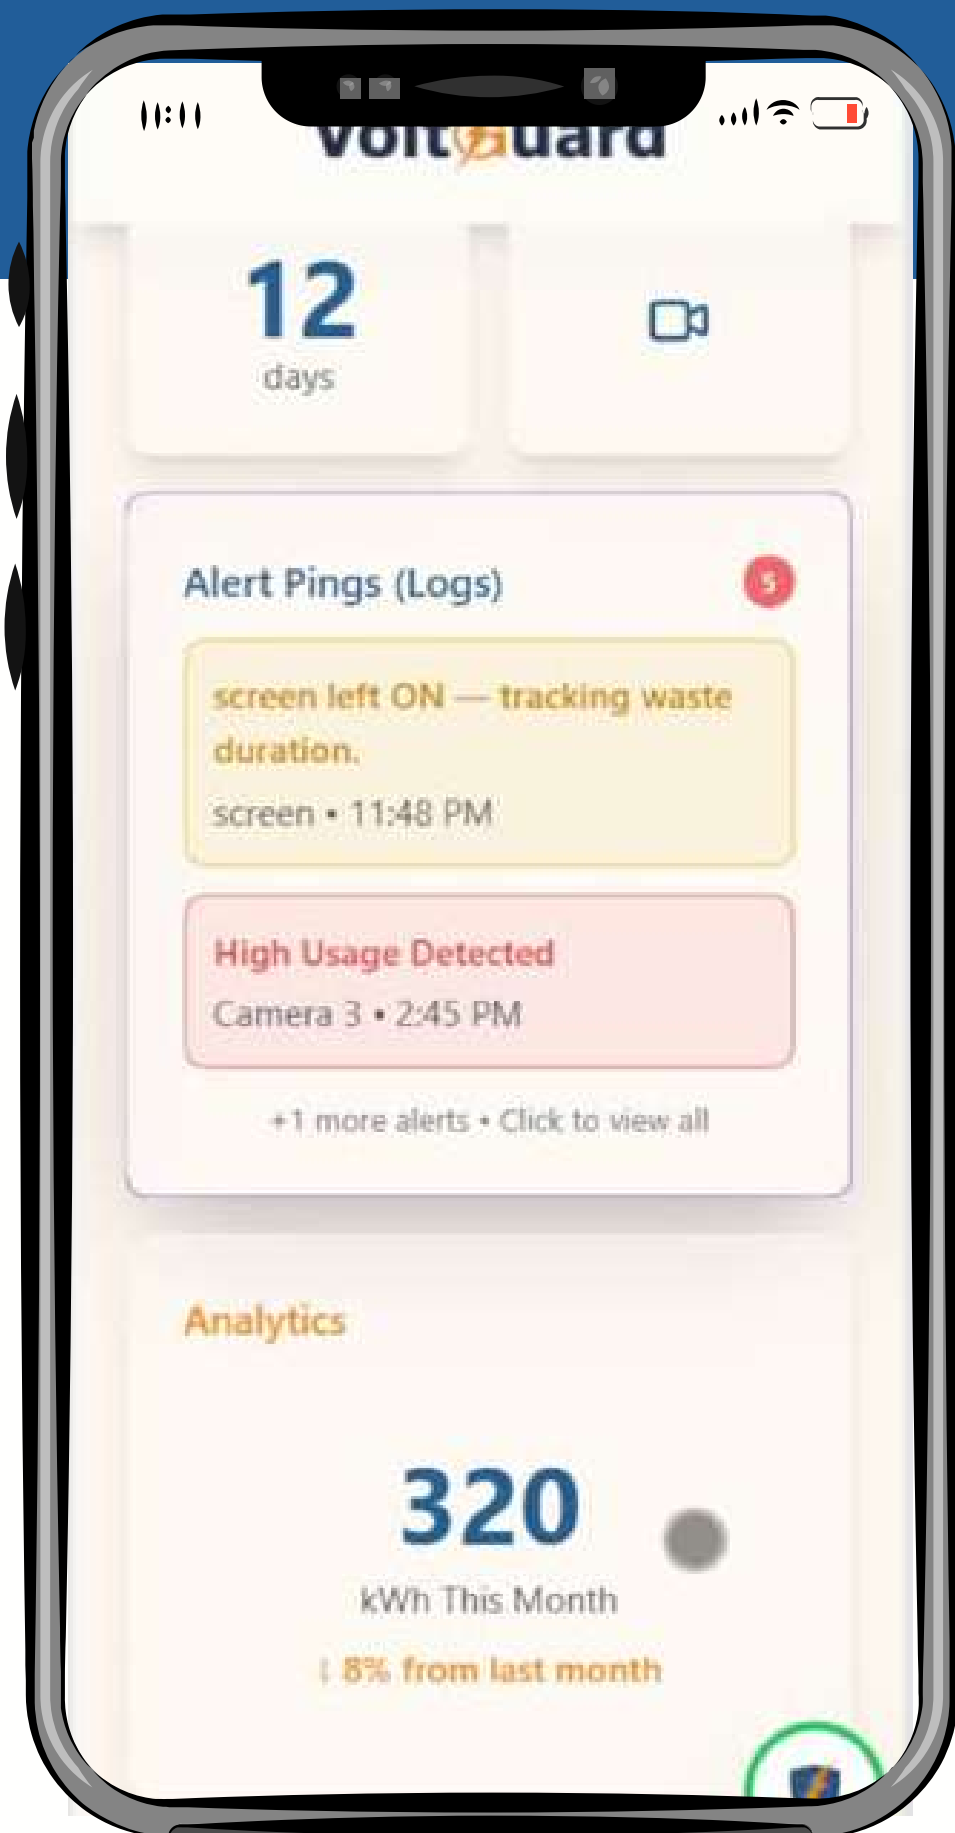 11:11
VoltGuard
12
days
Alert Pings (Logs)
screen left ON — tracking waste
duration.
screen • 11:48 PM
High Usage Detected
Camera 3 • 2:45 PM
+1 more alerts • Click to view all
Analytics
320
kWh This Month
8% from last month